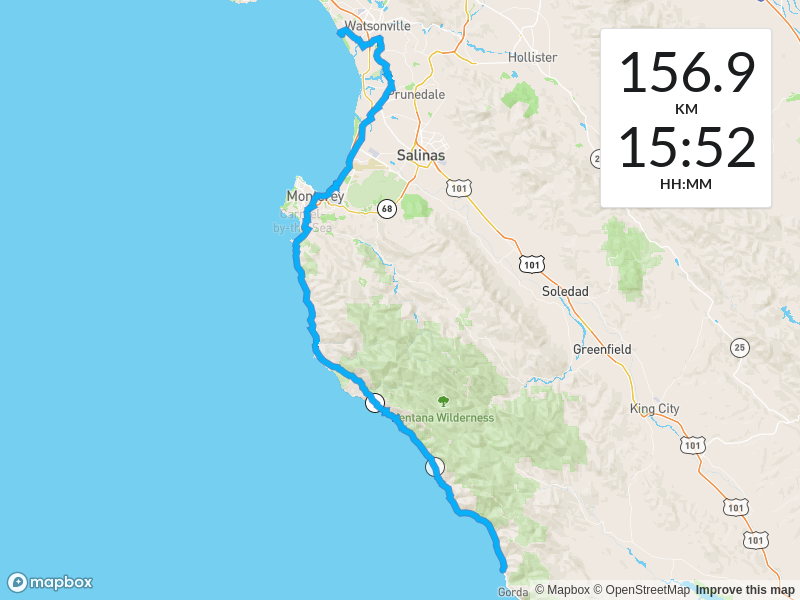 Watsonville
Hollister
Prunedale
156.9
KM
15:52
HH:MM
Salinas
25
101
Monterey
68
Carmel
by-the-Sea
101
Soledad
25
Greenfield
King City
Ventana Wilderness
101
101
101
Gorda
mapbox
© Mapbox © OpenStreetMap Improve this map